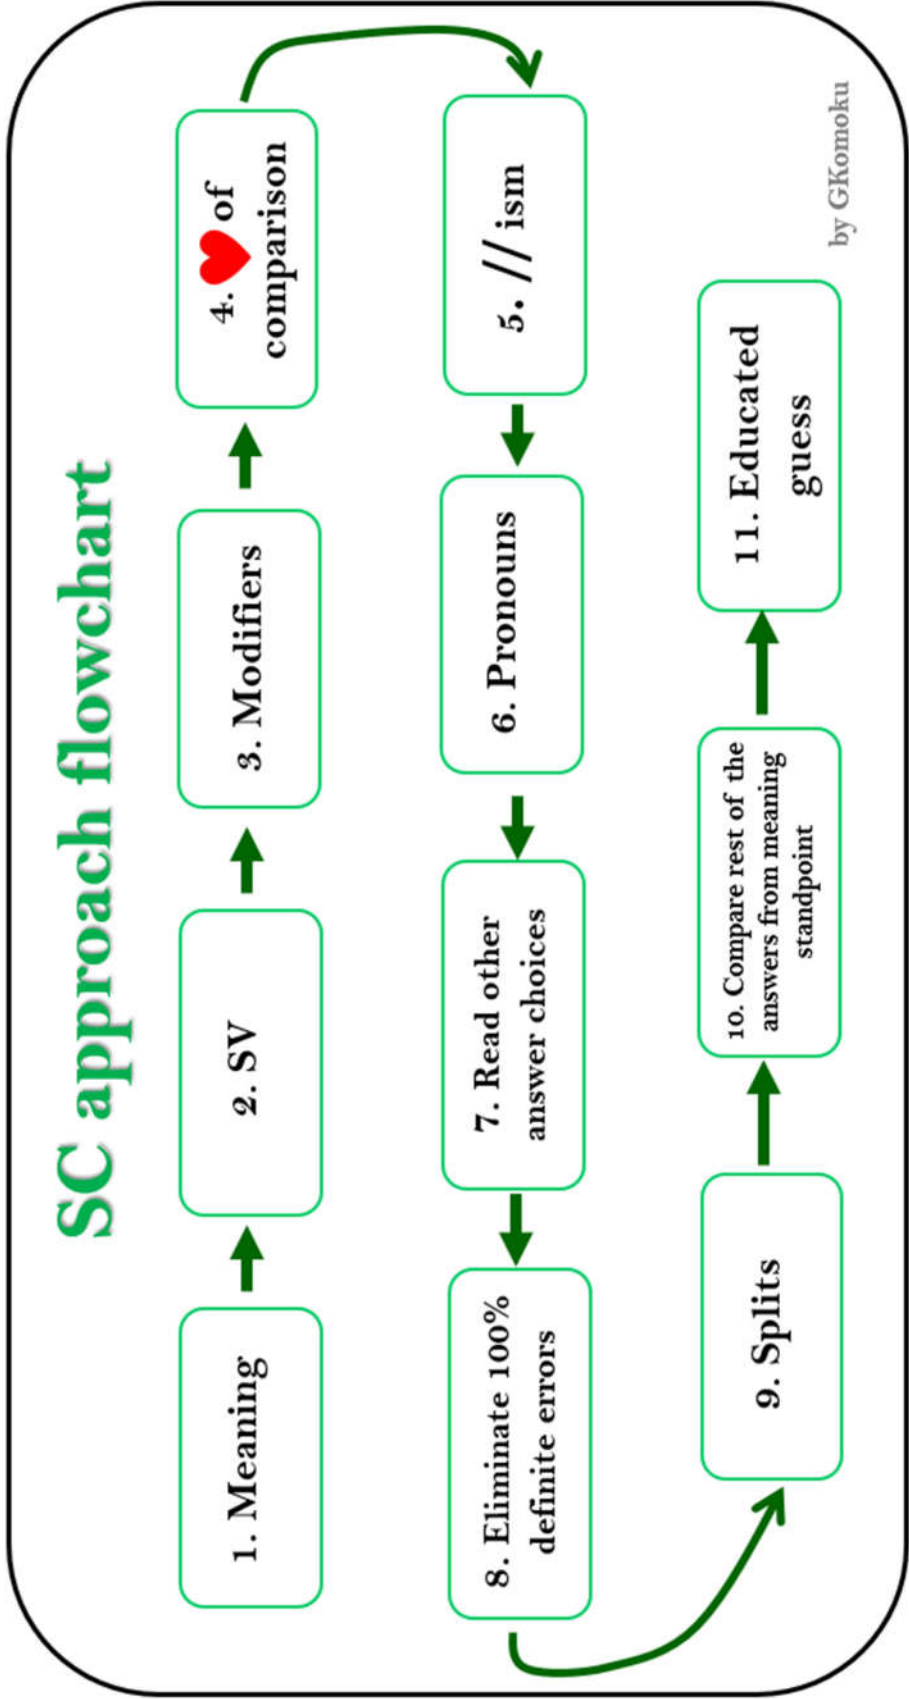 SC approach flowchart
1. Meaning
2. SV
3. Modifiers
4. ❤ of
comparison
5. // ism
6. Pronouns
7. Read other
answer choices
8. Eliminate 100%
definite errors
9. Splits
10. Compare rest of the
answers from meaning
standpoint
11. Educated
guess
by GKomoku